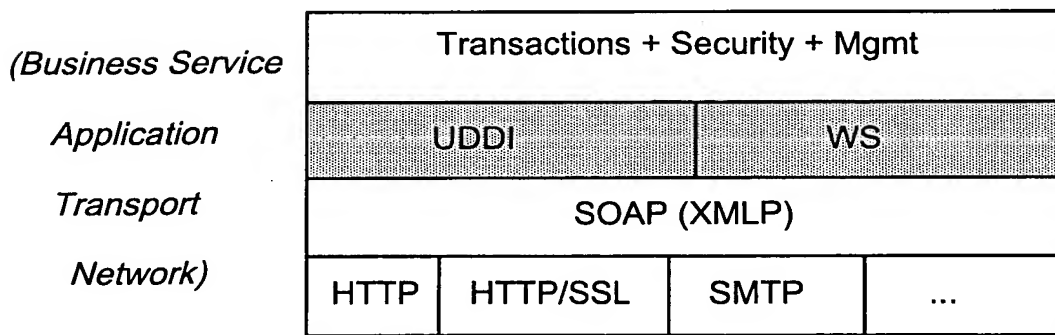 Transactions + Security + Mgmt
(Business Service
Application
UDDI
WS
Transport
SOAP (XMLP)
Network)
HTTP
HTTP/SSL
SMTP
...